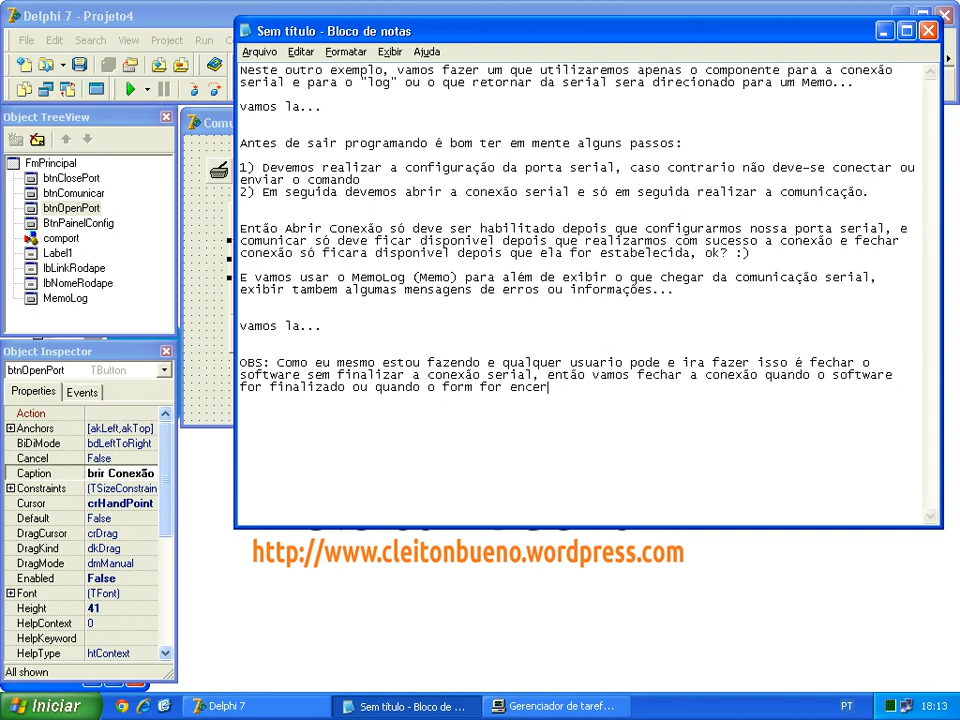 Delphi 7 - Projeto4
File Edit Search View Project Run
Object TreeView
FmPrincipal
btnClosePort
btnComunicar
btnOpenPort
BtnPainelConfig
comport
Label1
lbLinkRodape
lbNomeRodape
MemoLog
Object Inspector
btnOpenPort TButton
Properties Events
Action
Anchors [akLeft,akTop]
BiDiMode bdLeftToRight
Cancel False
Caption brir Conexão
Constraints (TSizeConstrain
Cursor crHandPoint
Default False
DragCursor crDrag
DragKind dkDrag
DragMode dmManual
Enabled False
Font (TFont)
Height 41
HelpContext 0
HelpKeyword
HelpType htContext
All shown
Comu
Sem título - Bloco de notas
Arquivo Editar Formatar Exibir Ajuda
Neste outro exemplo, vamos fazer um que utilizaremos apenas o componente para a conexão
serial e para o "log" ou o que retornar da serial sera direcionado para um Memo...
vamos la...
Antes de sair programando é bom ter em mente alguns passos:
1) Devemos realizar a configuração da porta serial, caso contrario não deve-se conectar ou
enviar o comando
2) Em seguida devemos abrir a conexão serial e só em seguida realizar a comunicação.
Então Abrir Conexão só deve ser habilitado depois que configurarmos nossa porta serial, e
comunicar só deve ficar disponivel depois que realizarmos com sucesso a conexão e fechar
conexão só ficara disponivel depois que ela for estabelecida, ok? :)
E vamos usar o MemoLog (Memo) para além de exibir o que chegar da comunicação serial,
exibir tambem algumas mensagens de erros ou informações...
vamos la...
OBS: Como eu mesmo estou fazendo e qualquer usuario pode e ira fazer isso é fechar o
software sem finalizar a conexão serial, então vamos fechar a conexão quando o software
for finalizado ou quando o form for encer
http://www.cleitonbueno.wordpress.com
Iniciar
Delphi 7
Sem título - Bloco de ...
Gerenciador de taref...
PT
18:13